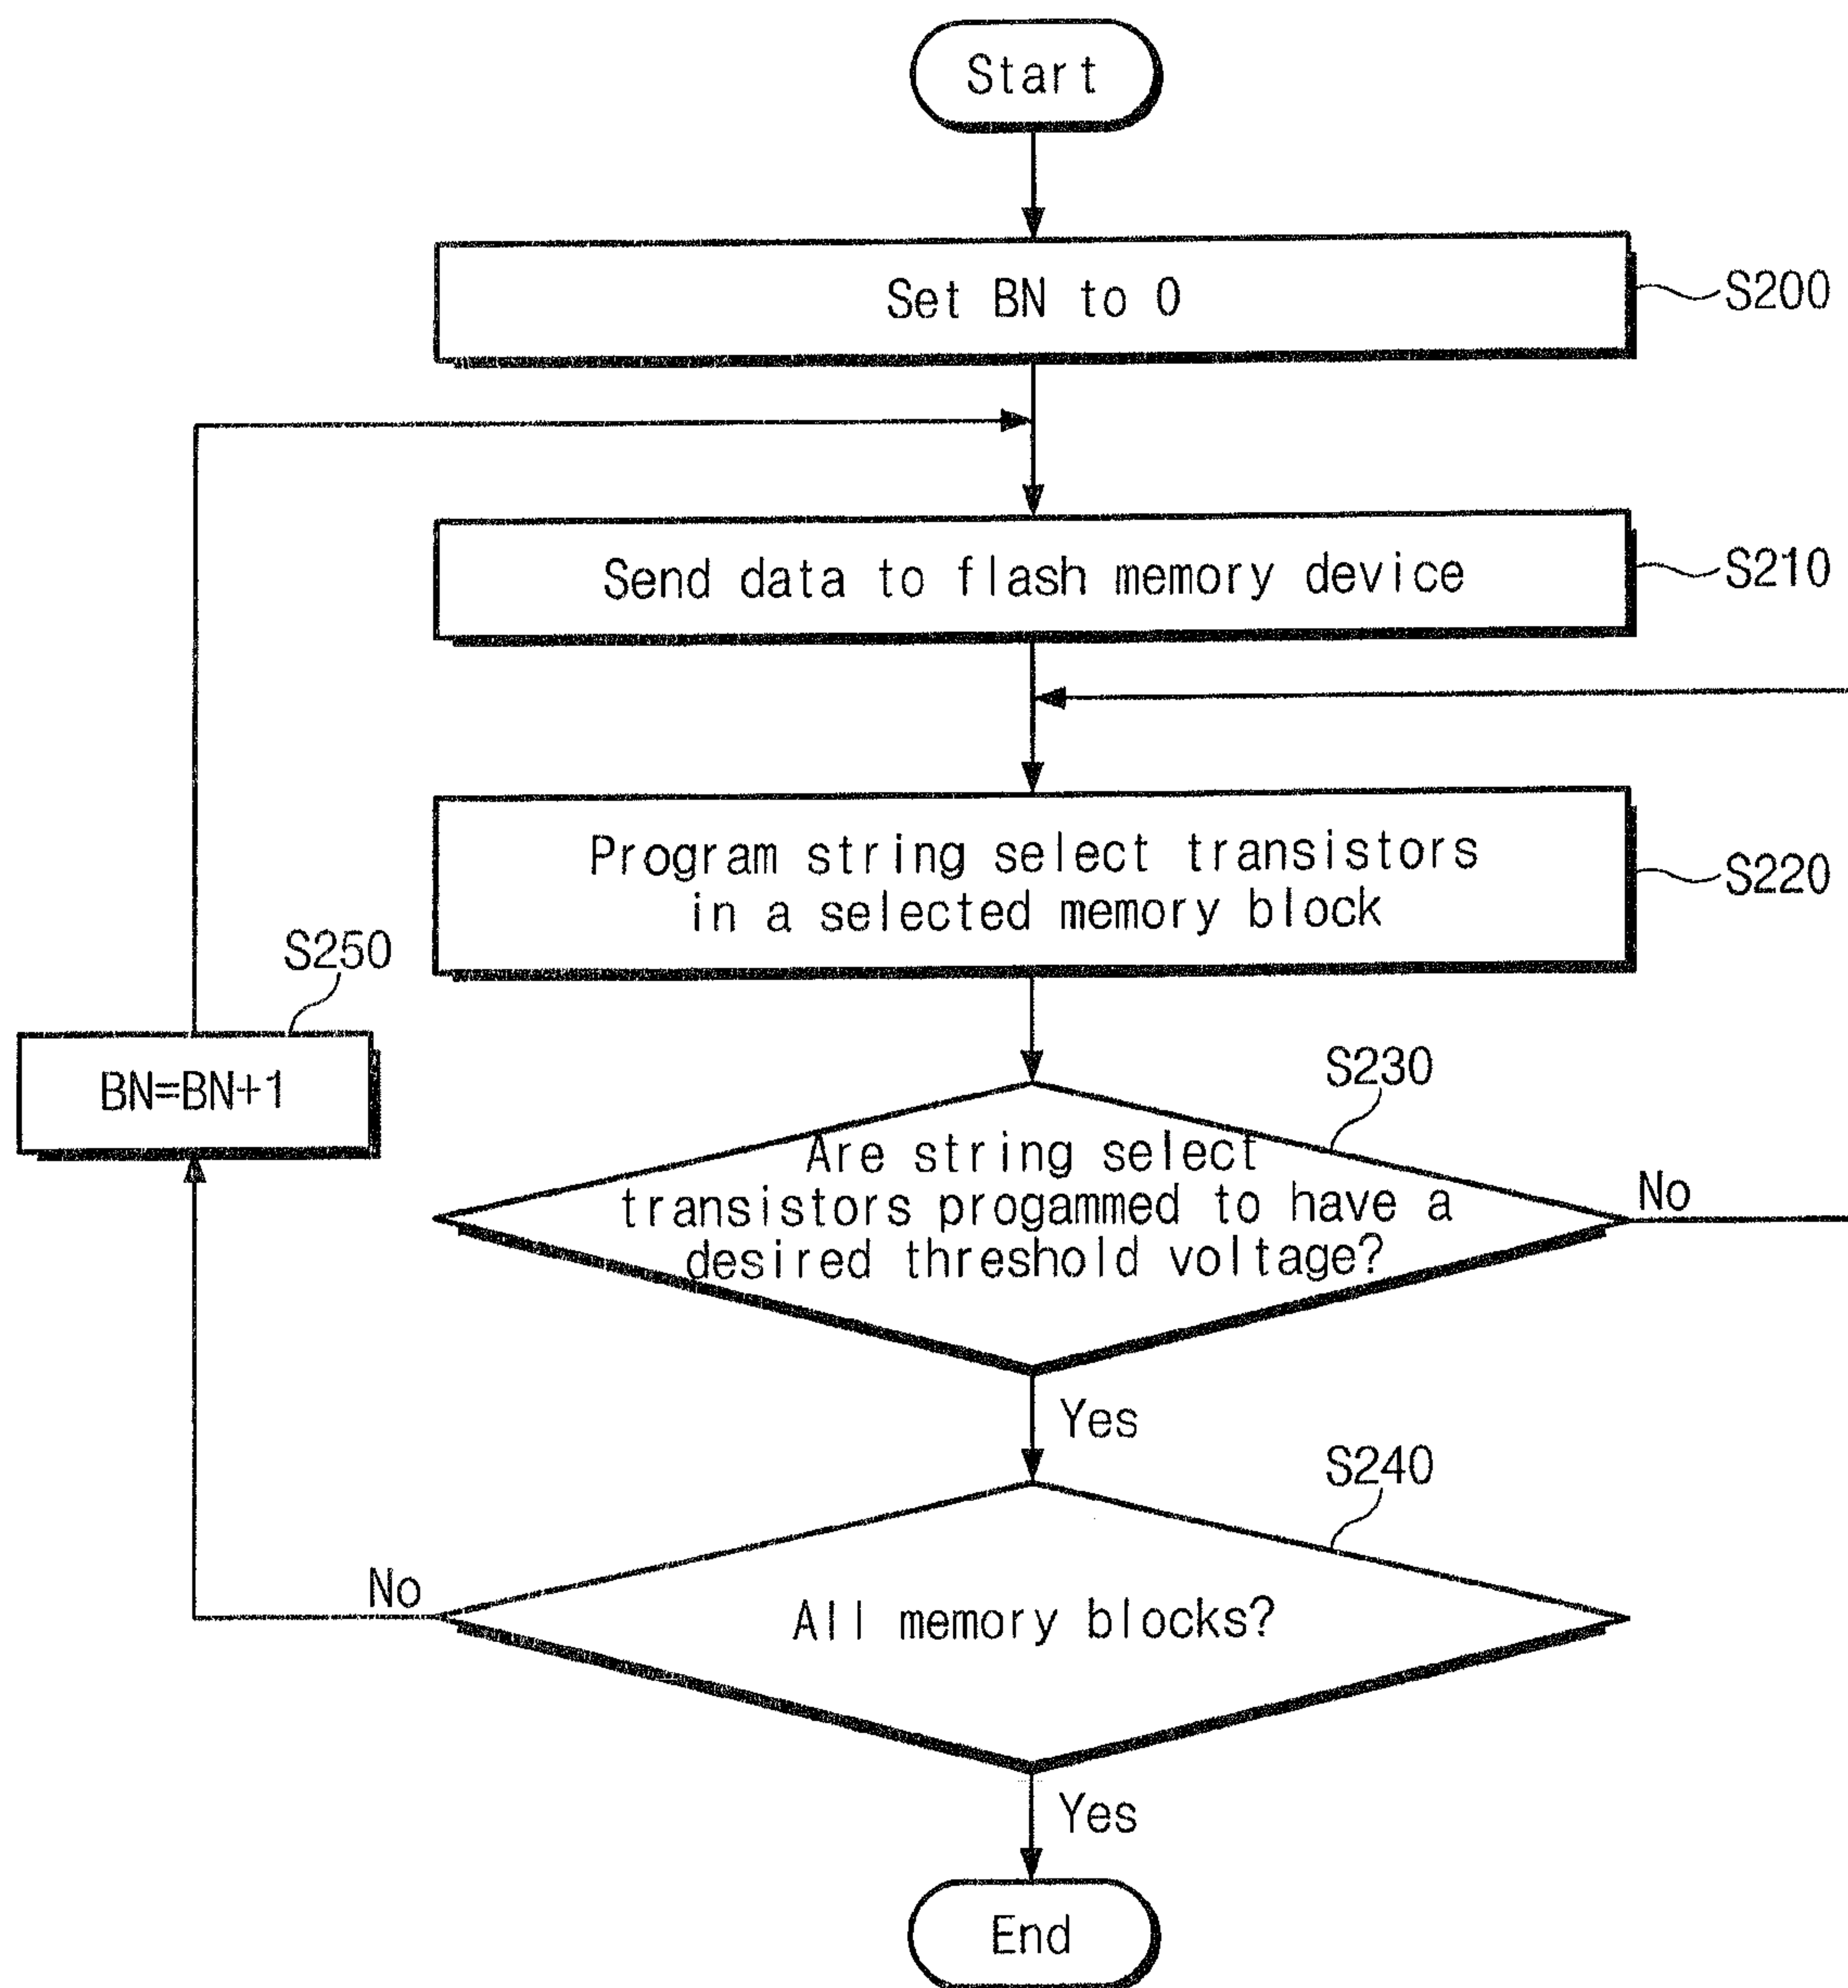 Start
Set BN to 0
S200
Send data to flash memory device
S210
Program string select transistors
in a selected memory block
S220
S250
BN=BN+1
S230
Are string select
transistors progammed to have a
desired threshold voltage?
No
Yes
S240
No
All memory blocks?
Yes
End